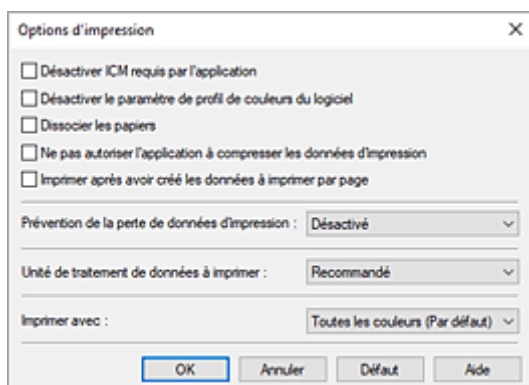 Options d'impression
Désactiver ICM requis par l'application
Désactiver le paramètre de profil de couleurs du logiciel
Dissocier les papiers
Ne pas autoriser l'application à compresser les données d'impression
Imprimer après avoir créé les données à imprimer par page
Prévention de la perte de données d'impression : Désactivé
Unité de traitement de données à imprimer : Recommandé
Imprimer avec : Toutes les couleurs (Par défaut)
OK Annuler Défaut Aide